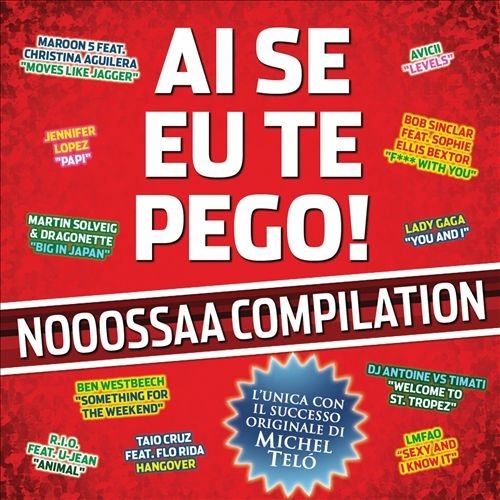 MAROON 5 FEAT.
CHRISTINA AGUILERA
"MOVES LIKE JAGGER"
AI SE
EU TE
PEGO!
AVICII
"LEVELS"
JENNIFER
LOPEZ
"PAPI"
BOB SINCLAR
FEAT. SOPHIE
ELLIS BEXTOR
"F*** WITH YOU"
MARTIN SOLVEIG
& DRAGONETTE
"BIG IN JAPAN"
LADY GAGA
"YOU AND I"
NOOOSSAA COMPILATION
BEN WESTBEECH
"SOMETHING FOR
THE WEEKEND"
L'UNICA CON
IL SUCCESSO
ORIGINALE DI
MICHEL
TELÓ
DJ ANTOINE VS TIMATI
"WELCOME TO
ST. TROPEZ"
R.I.O.
FEAT. U-JEAN
"ANIMAL"
TAIO CRUZ
FEAT. FLO RIDA
HANGOVER
LMFAO
"SEXY AND
I KNOW IT"